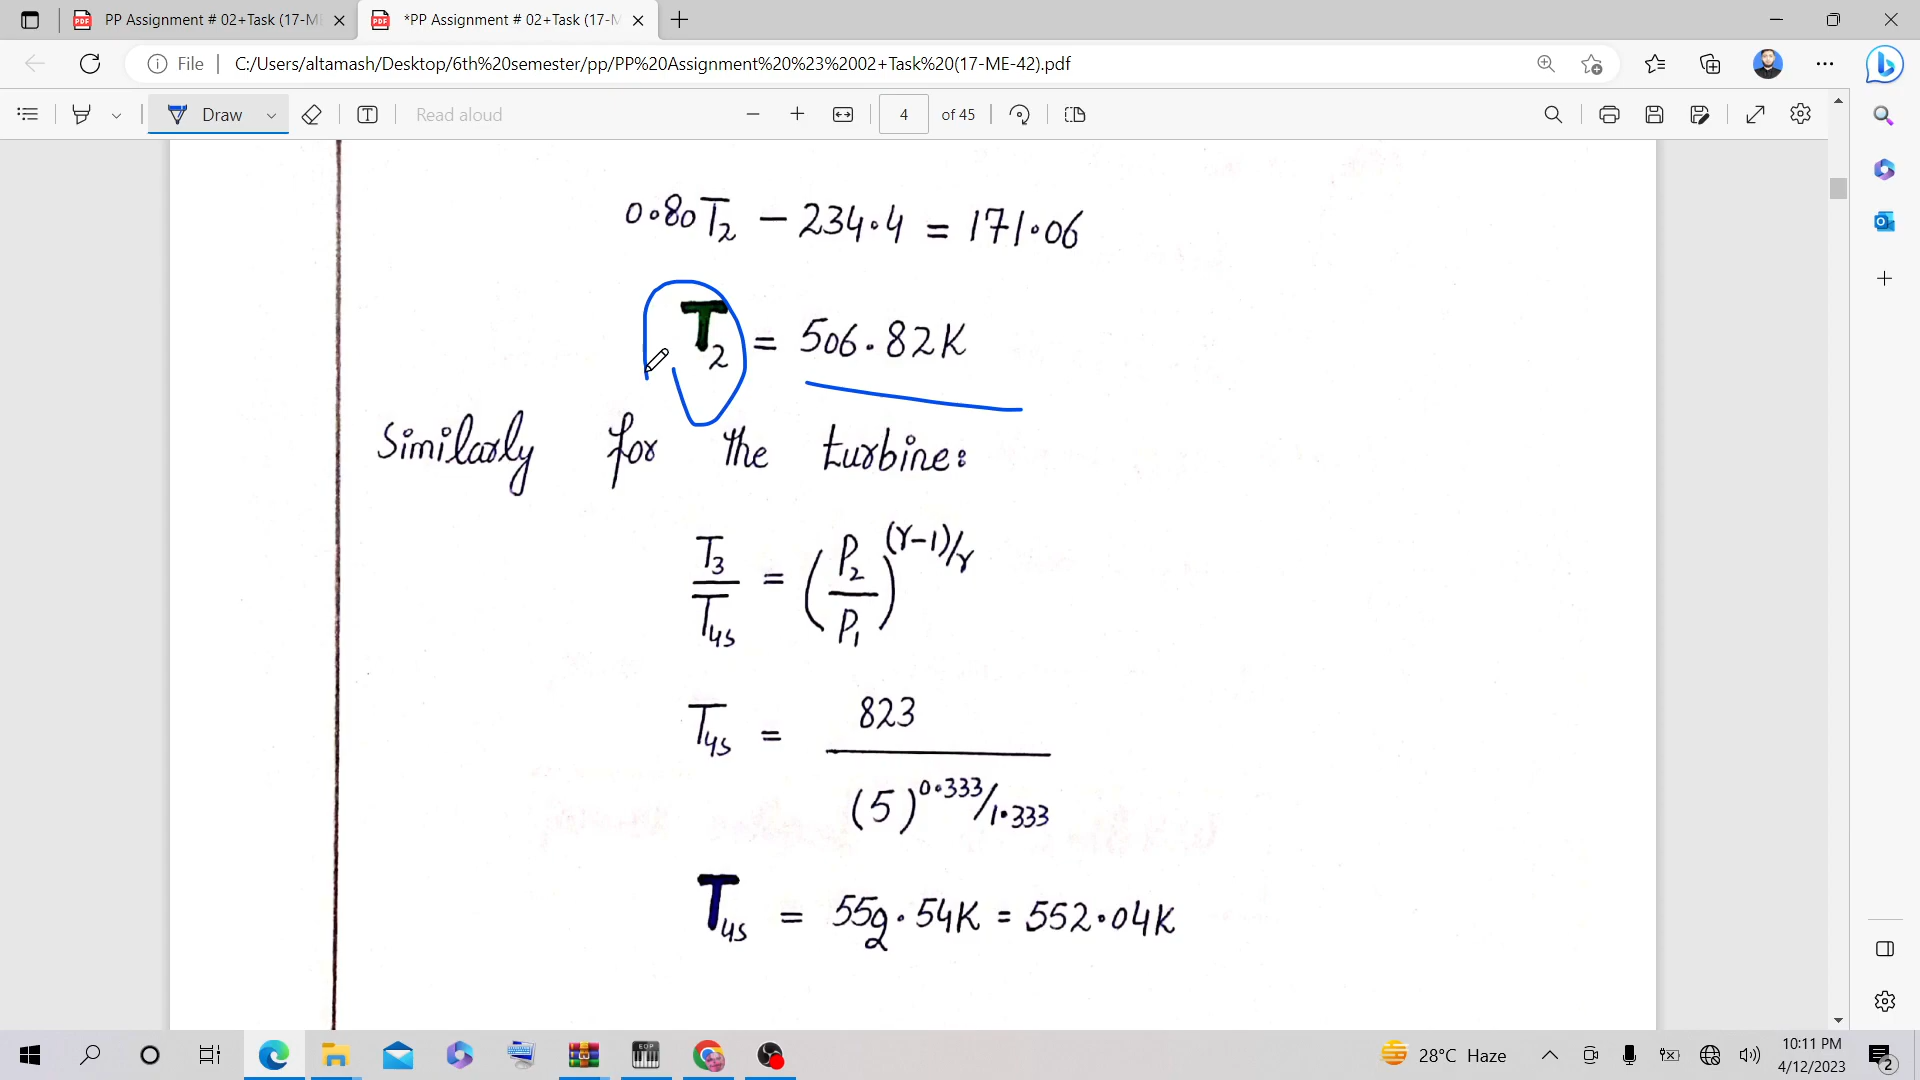 PP Assignment # 02+Task (17-M
*PP Assignment # 02+Task (17-M
File
C:/Users/altamash/Desktop/6th%20semester/pp/PP%20Assignment%20%23%2002+Task%20(17-ME-42).pdf
Draw
Read aloud
4 of 45
0.80T₂ − 234.4 = 171.06
T₂ = 506.82K
Similarly for the turbine:
T₃/T₄s = (P₂/P₁)^(γ−1)/γ
T₄s = 823/(5)^0.333/1.333
T₄s = 559.54K = 552.04K
28°C Haze
10:11 PM
4/12/2023
2